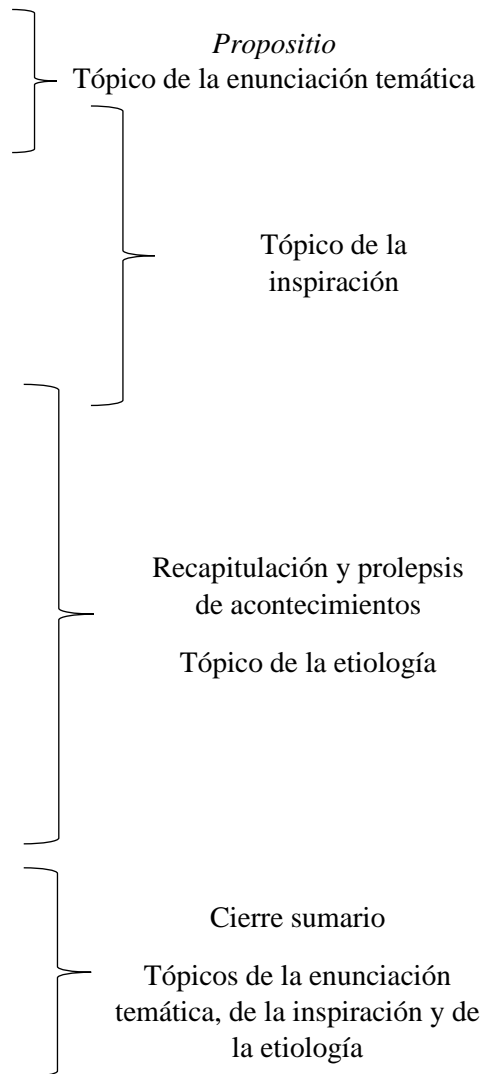 Propositio
Tópico de la enunciación temática
Tópico de la
inspiración
Recapitulación y prolepsis
de acontecimientos
Tópico de la etiología
Cierre sumario
Tópicos de la enunciación
temática, de la inspiración y de
la etiología